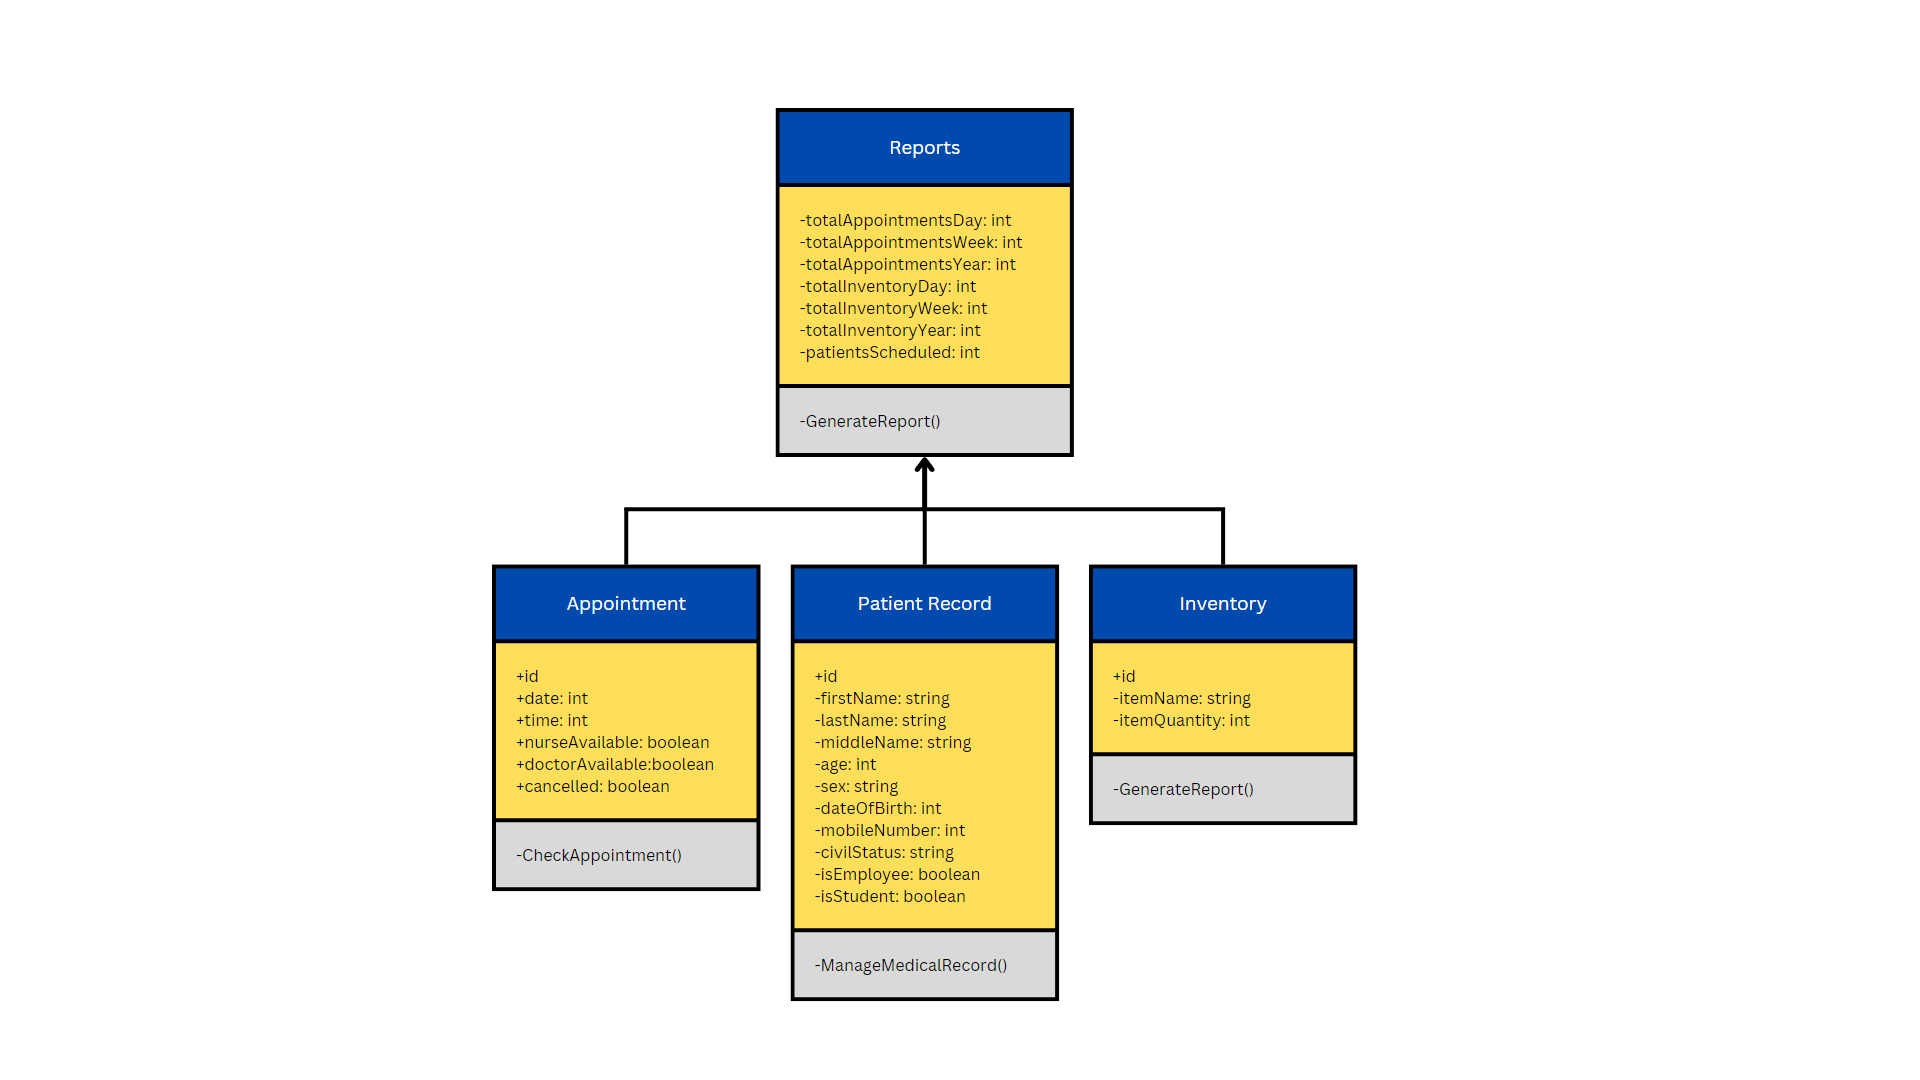 Reports
-totalAppointmentsDay: int
-totalAppointmentsWeek: int
-totalAppointmentsYear: int
-totalInventoryDay: int
-totalInventoryWeek: int
-totalInventoryYear: int
-patientsScheduled: int
-GenerateReport()
Appointment
+id
+date: int
+time: int
+nurseAvailable: boolean
+doctorAvailable:boolean
+cancelled: boolean
-CheckAppointment()
Patient Record
+id
-firstName: string
-lastName: string
-middleName: string
-age: int
-sex: string
-dateOfBirth: int
-mobileNumber: int
-civilStatus: string
-isEmployee: boolean
-isStudent: boolean
-ManageMedicalRecord()
Inventory
+id
-itemName: string
-itemQuantity: int
-GenerateReport()